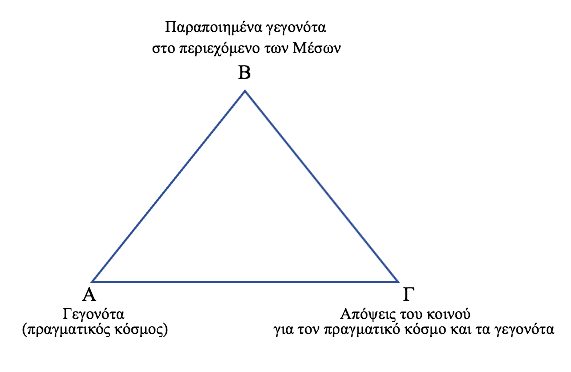 Παραποιημένα γεγονότα
στο περιεχόμενο των Μέσων
Β
Α
Γεγονότα
(πραγματικός κόσμος)
Γ
Απόψεις του κοινού
για τον πραγματικό κόσμο και τα γεγονότα